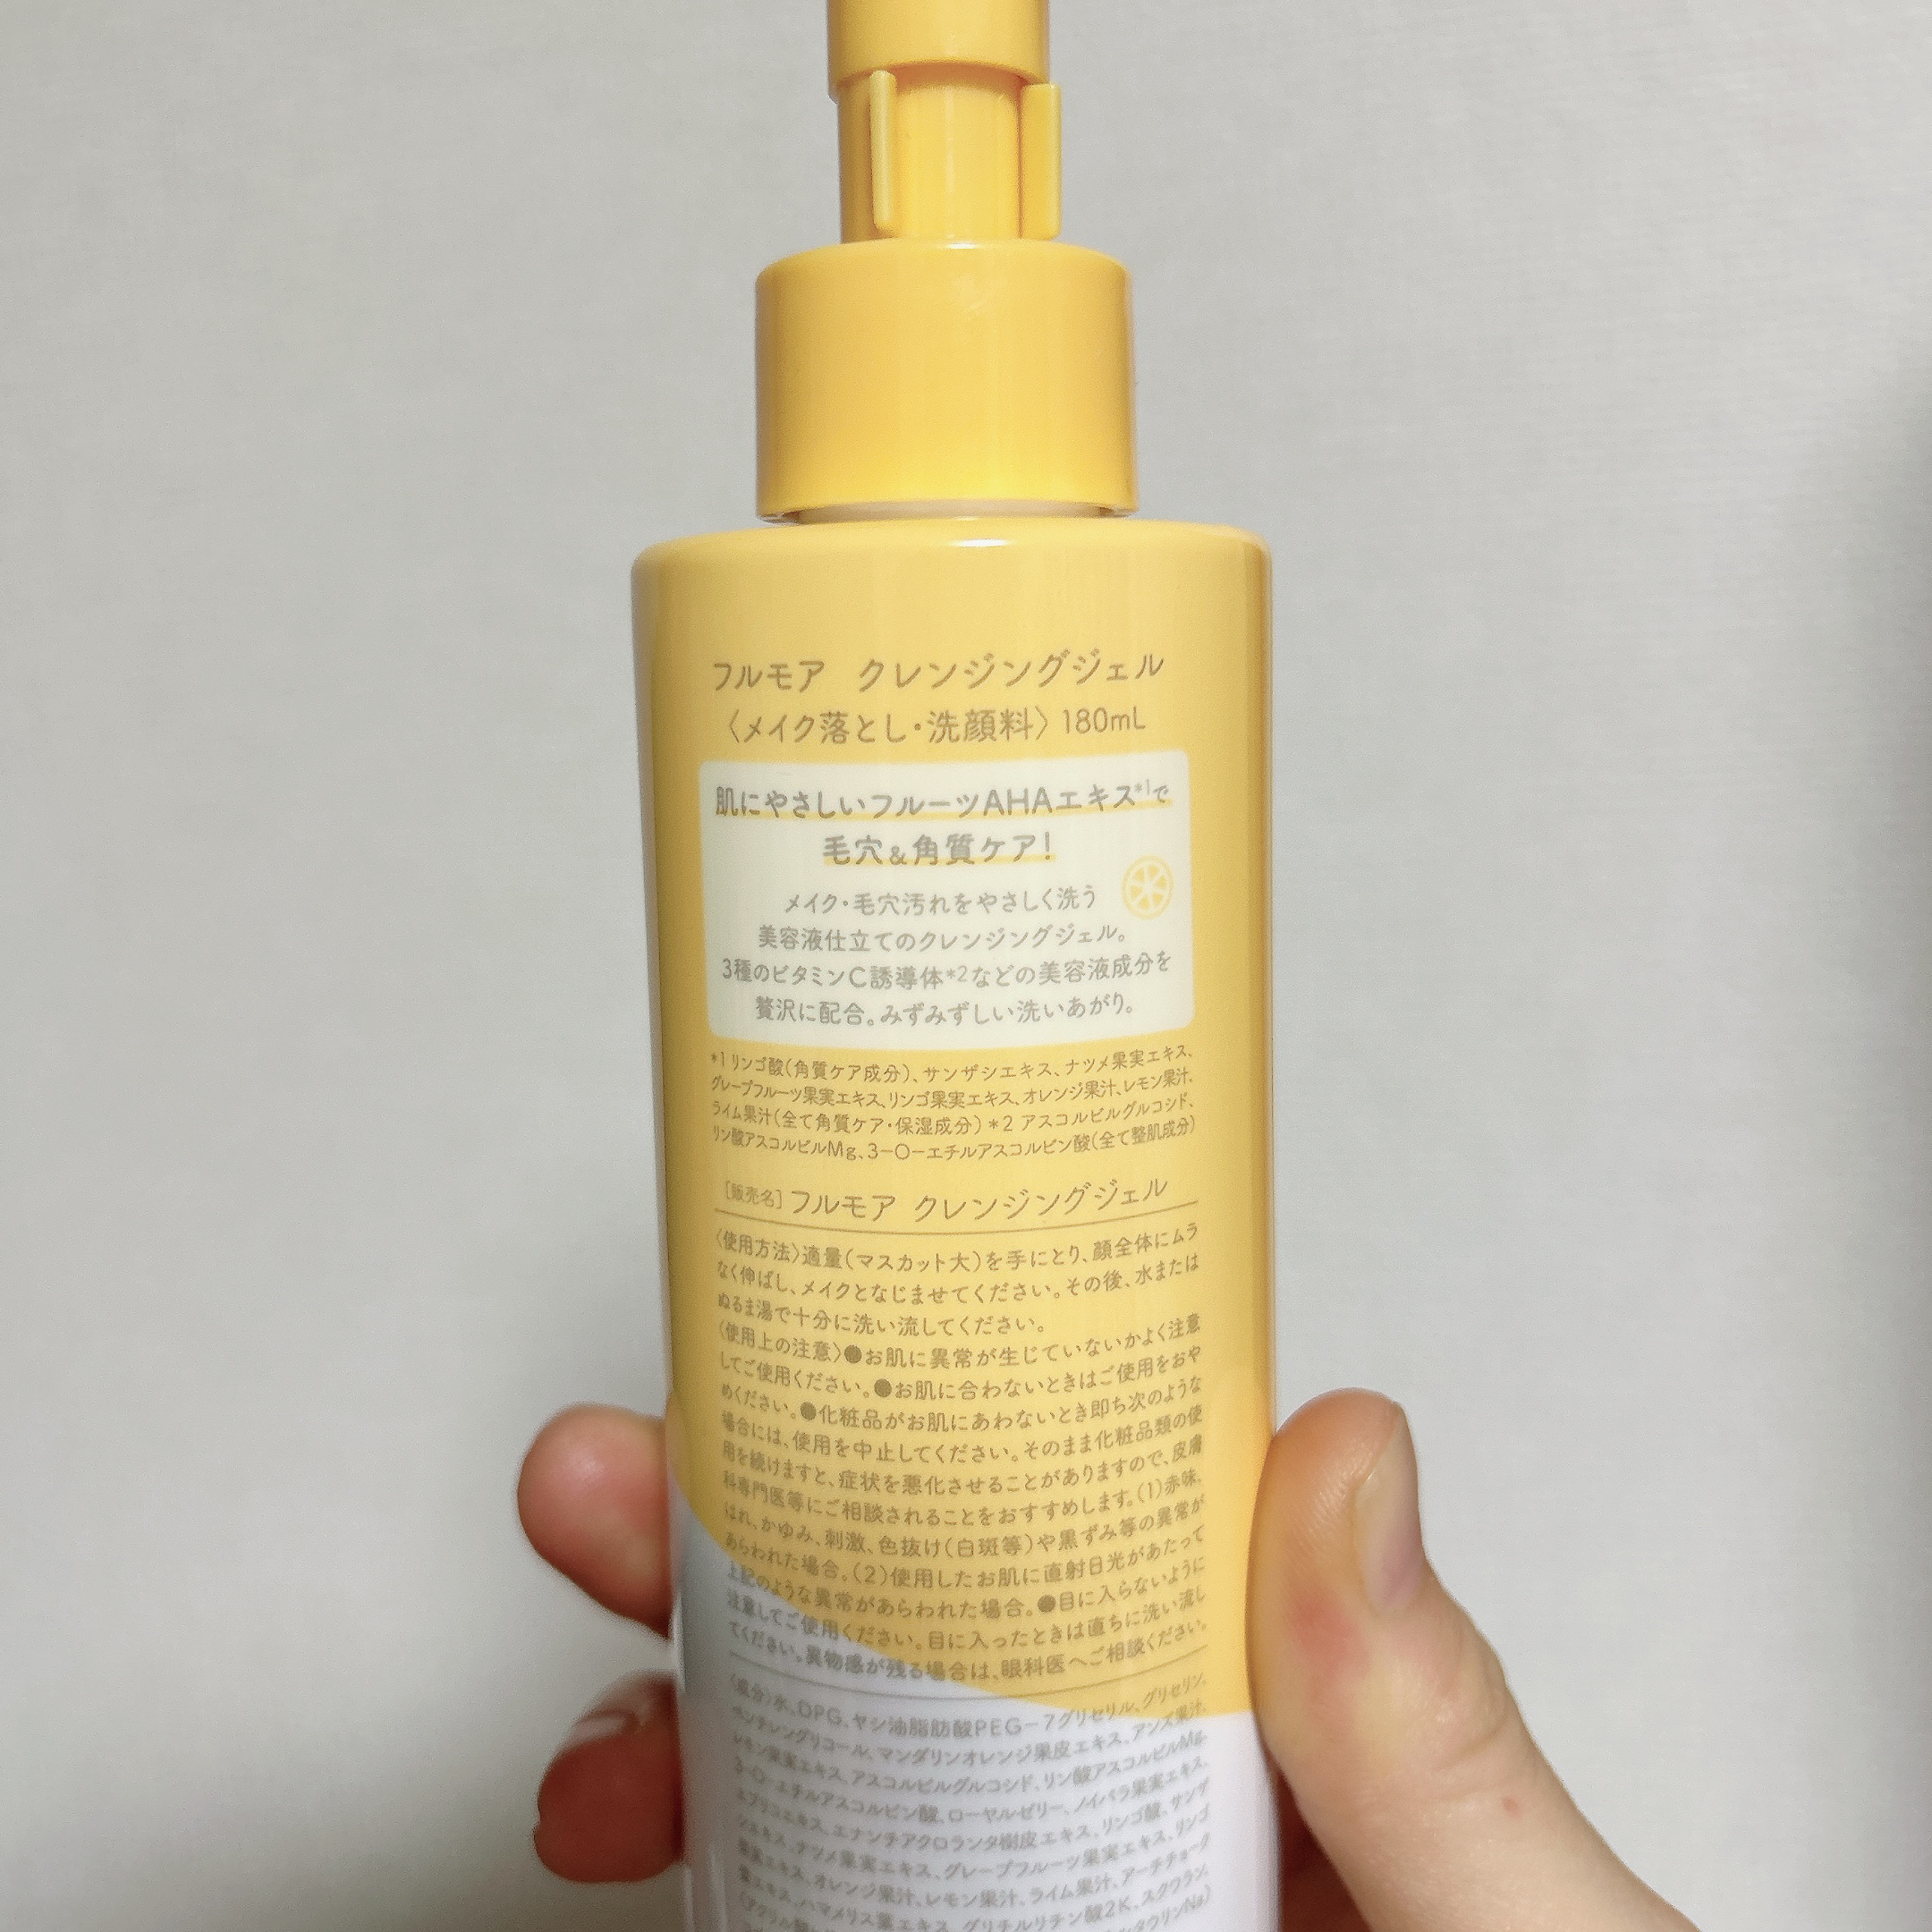 フルモア クレンジングジェル
〈メイク落とし・洗顔料〉180mL
肌にやさしいフルーツAHAエキス*1で
毛穴&角質ケア!
メイク・毛穴汚れをやさしく洗う
美容液仕立てのクレンジングジェル。
3種のビタミンC誘導体*2などの美容液成分を
贅沢に配合。みずみずしい洗いあがり。
*1 リンゴ酸(角質ケア成分)、サンザシエキス、ナツメ果実エキス、
グレープフルーツ果実エキス、リンゴ果実エキス、オレンジ果汁、レモン果汁、
ライム果汁(全て角質ケア・保湿成分) *2 アスコルビルグルコシド、
リン酸アスコルビルMg、3-O-エチルアスコルビン酸(全て整肌成分)
[販売名]フルモア クレンジングジェル
〈使用方法〉適量(マスカット大)を手にとり、顔全体にムラ
なく伸ばし、メイクとなじませてください。その後、水または
ぬるま湯で十分に洗い流してください。
〈使用上の注意〉●お肌に異常が生じていないかよく注意
してご使用ください。●お肌に合わないときはご使用をおや
めください。●化粧品がお肌にあわないとき即ち次のような
場合には、使用を中止してください。そのまま化粧品類の使
用を続けますと、症状を悪化させることがありますので、皮膚
科専門医等にご相談されることをおすすめします。(1)赤味、
はれ、かゆみ、刺激、色抜け(白斑等)や黒ずみ等の異常が
あらわれた場合。(2)使用したお肌に直射日光があたって
上記のような異常があらわれた場合。●目に入らないように
注意してご使用ください。目に入ったときは直ちに洗い流し
てください。異物感が残る場合は、眼科医へご相談ください。
〈成分〉水、DPG、ヤシ油脂肪酸PEG-7グリセリル、グリセリン、
ペンチレングリコール、マンダリンオレンジ果皮エキス、アンズ果汁、
レモン果実エキス、アスコルビルグルコシド、リン酸アスコルビルMg、
3-O-エチルアスコルビン酸、ローヤルゼリー、ノイバラ果実エキス、
エブリコエキス、エナンチアクロランタ樹皮エキス、リンゴ酸、サンザ
シエキス、ナツメ果実エキス、グレープフルーツ果実エキス、リンゴ
果実エキス、オレンジ果汁、レモン果汁、ライム果汁、アーチチョーク
葉エキス、ハマメリス葉エキス、グリチルリチン酸2K、スクワラン、